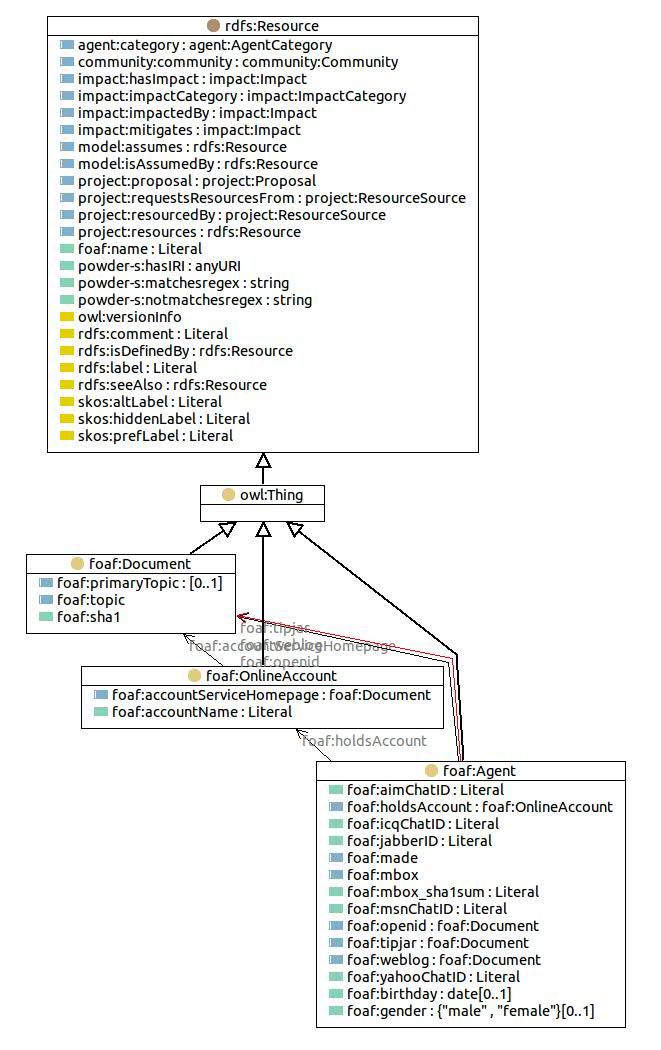 rdfs:Resource
agent:category : agent:AgentCategory
community:community : community:Community
impact:hasImpact : impact:Impact
impact:impactCategory : impact:ImpactCategory
impact:impactedBy : impact:Impact
impact:mitigates : impact:Impact
model:assumes : rdfs:Resource
model:isAssumedBy : rdfs:Resource
project:proposal : project:Proposal
project:requestsResourcesFrom : project:ResourceSource
project:resourcedBy : project:ResourceSource
project:resources : rdfs:Resource
foaf:name : Literal
powder-s:hasIRI : anyURI
powder-s:matchesregex : string
powder-s:notmatchesregex : string
owl:versionInfo
rdfs:comment : Literal
rdfs:isDefinedBy : rdfs:Resource
rdfs:label : Literal
rdfs:seeAlso : rdfs:Resource
skos:altLabel : Literal
skos:hiddenLabel : Literal
skos:prefLabel : Literal
owl:Thing
foaf:Document
foaf:primaryTopic : [0..1]
foaf:topic
foaf:sha1
foaf:tipjar
foaf:weblog
foaf:accountServiceHomepage
foaf:openid
foaf:OnlineAccount
foaf:accountServiceHomepage : foaf:Document
foaf:accountName : Literal
foaf:holdsAccount
foaf:Agent
foaf:aimChatID : Literal
foaf:holdsAccount : foaf:OnlineAccount
foaf:icqChatID : Literal
foaf:jabberID : Literal
foaf:made
foaf:mbox
foaf:mbox_sha1sum : Literal
foaf:msnChatID : Literal
foaf:openid : foaf:Document
foaf:tipjar : foaf:Document
foaf:weblog : foaf:Document
foaf:yahooChatID : Literal
foaf:birthday : date[0..1]
foaf:gender : {"male" , "female"}[0..1]